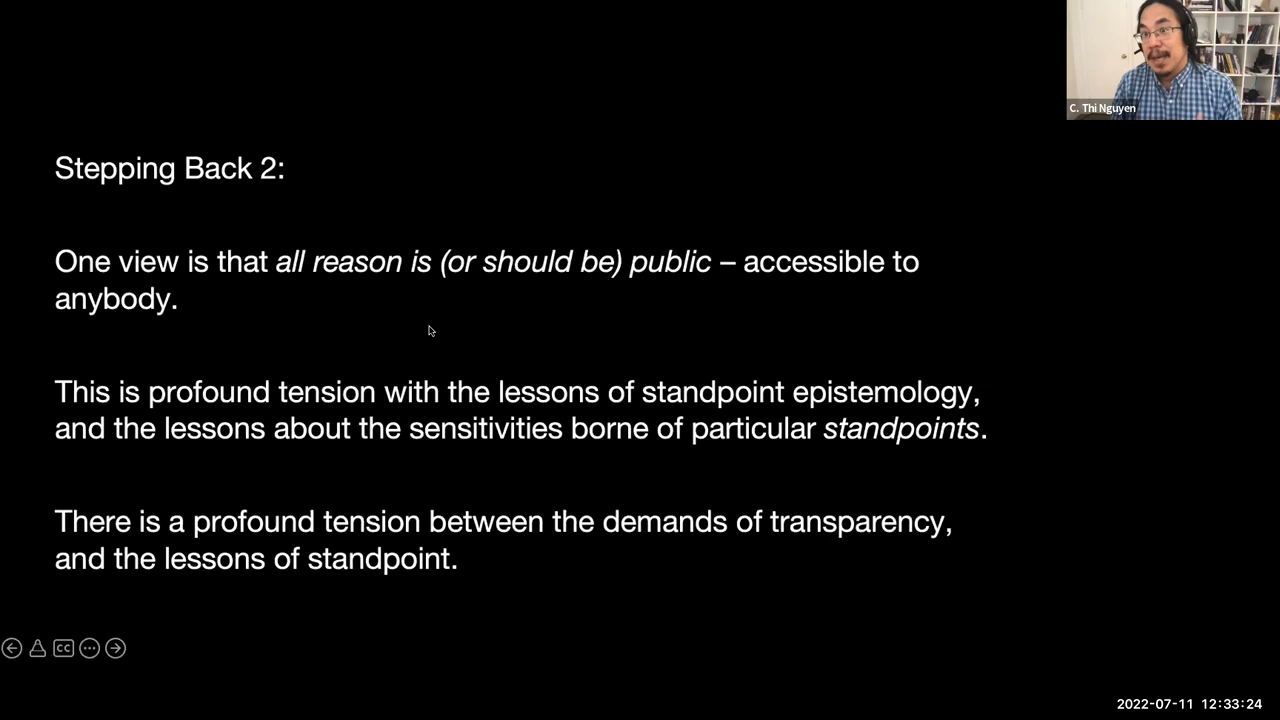 C. Thi Nguyen
Stepping Back 2:
One view is that all reason is (or should be) public – accessible to
anybody.
This is profound tension with the lessons of standpoint epistemology,
and the lessons about the sensitivities borne of particular standpoints.
There is a profound tension between the demands of transparency,
and the lessons of standpoint.
CC
2022-07-11 12:33:24